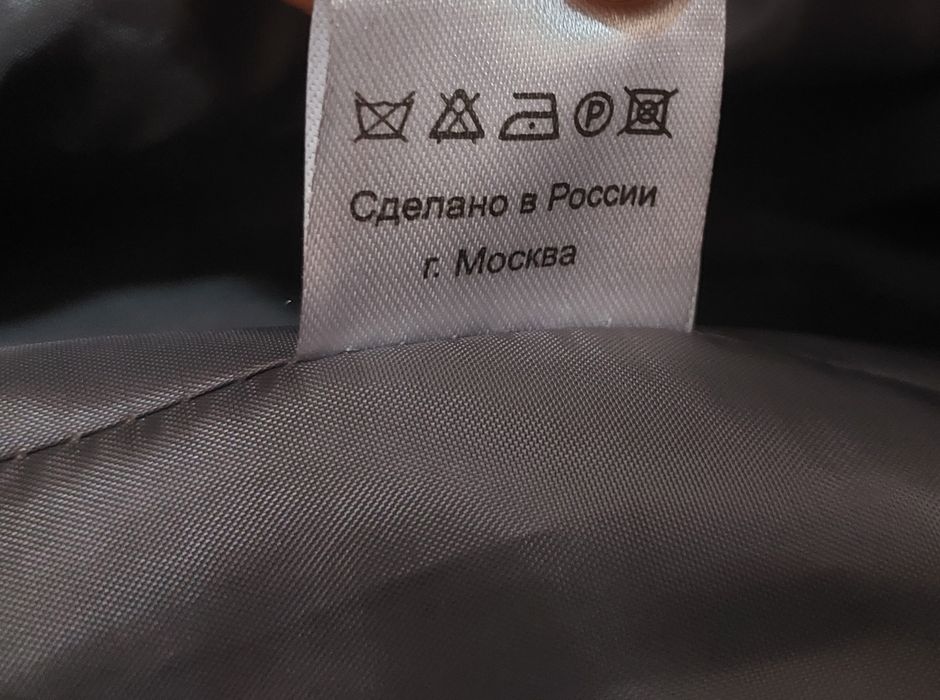 P
Сделано в России
г. Москва